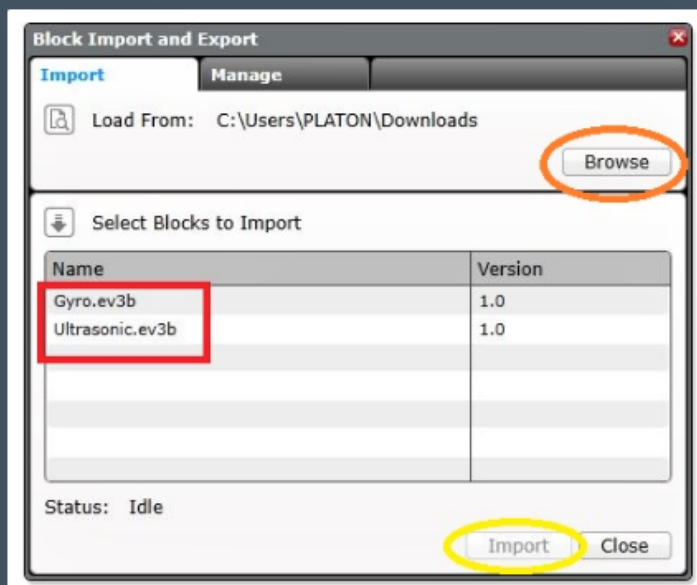 Block Import and Export
Import Manage
Load From: C:\Users\PLATON\Downloads
Browse
Select Blocks to Import
Name Version
Gyro.ev3b 1.0
Ultrasonic.ev3b 1.0
Status: Idle
Import Close